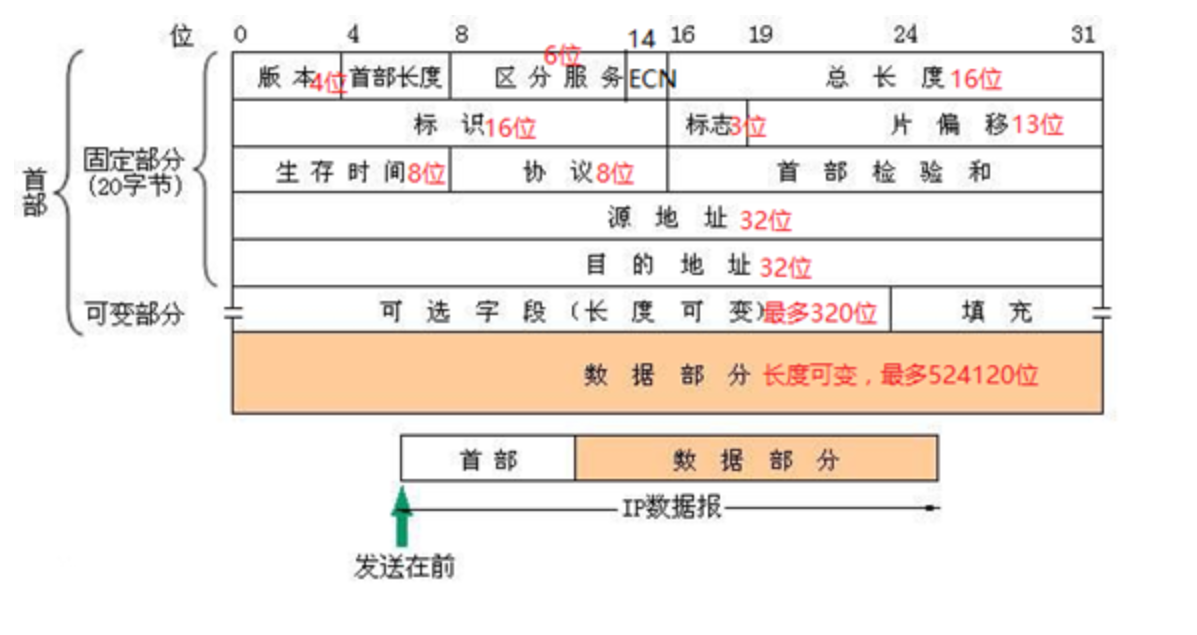 位 0 4 8 14 16 19 24 31
6位
版本4位 首部长度 区分服务 ECN 总长度16位
标识16位 标志3位 片偏移13位
固定部分
(20字节)
首部
生存时间8位 协议8位 首部检验和
源地址 32位
目的地址 32位
可变部分 可选字段(长度可变)最多320位 填充
数据部分 长度可变，最多524120位
首部 数据部分
IP数据报
发送在前